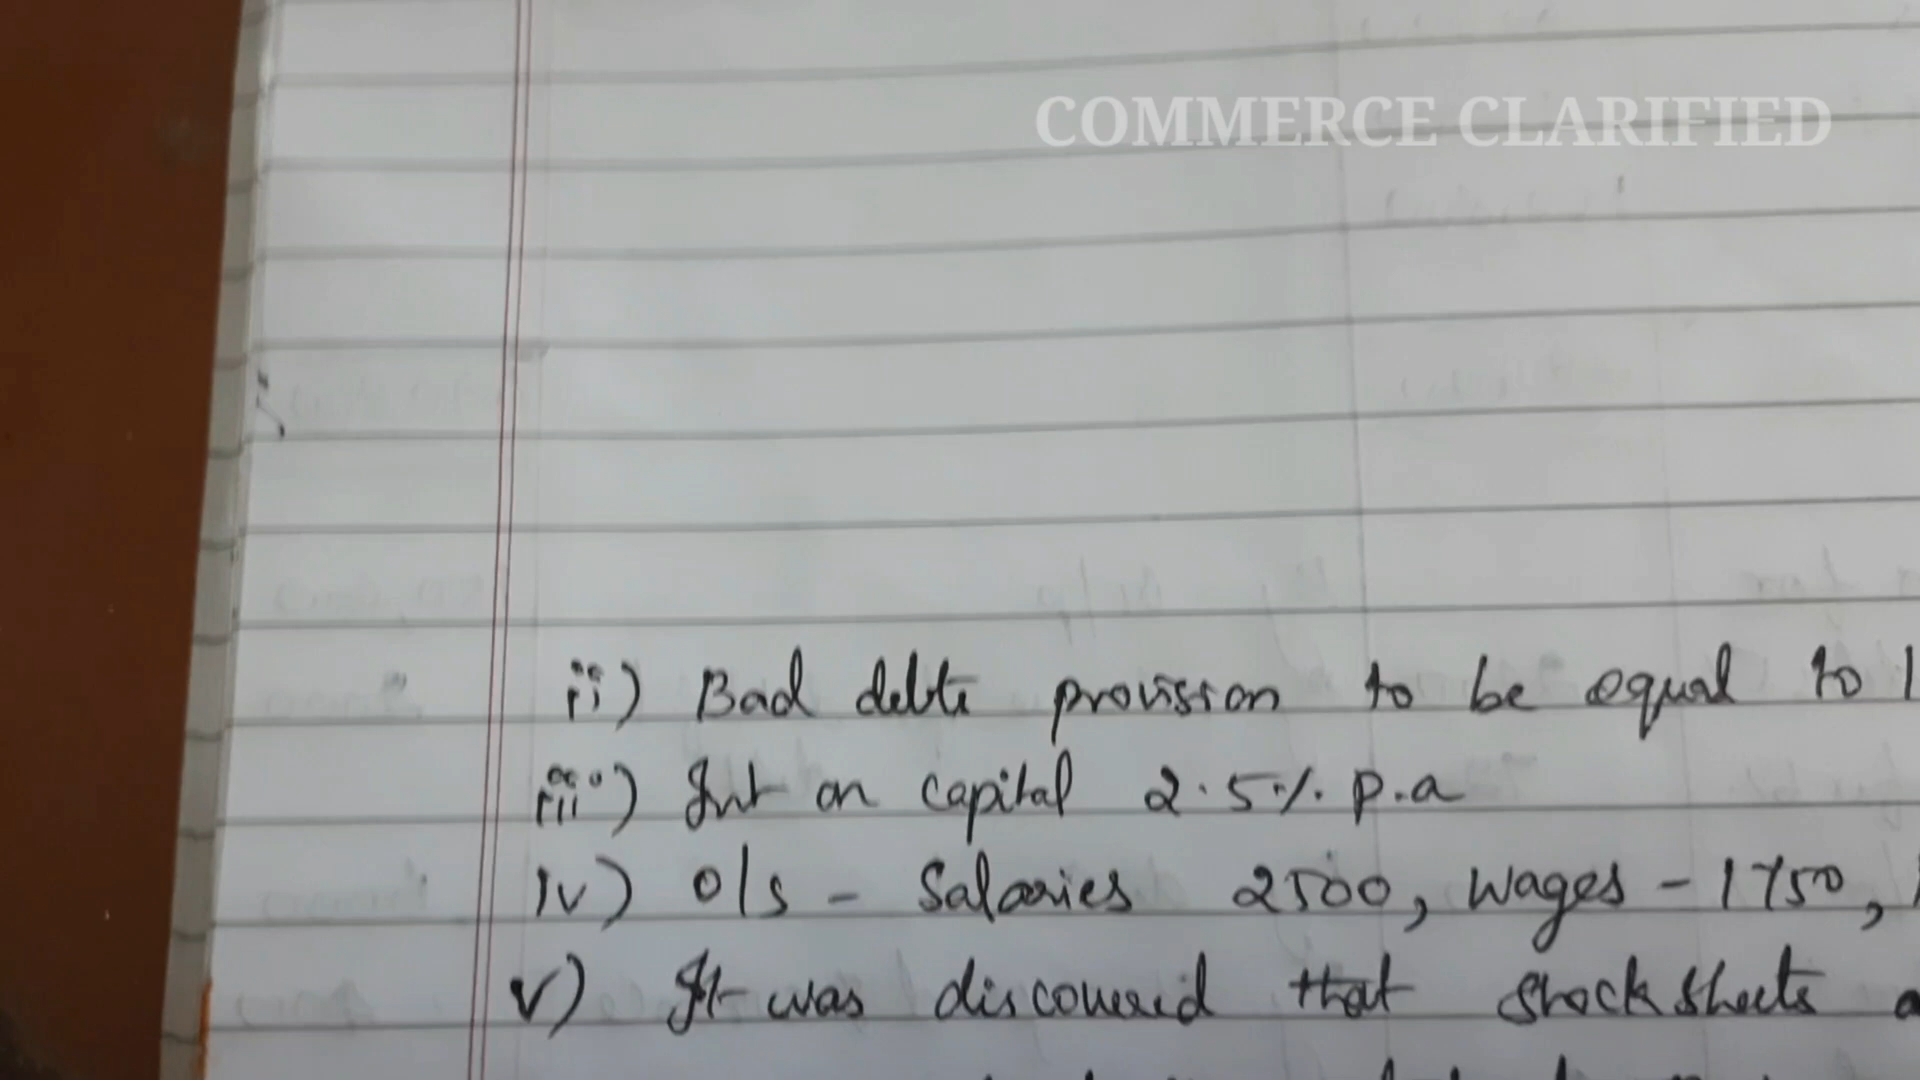 COMMERCE CLARIFIED
ii) Bad debts provision to be equal to 1
iii) Int on capital 2.5% p.a
iv) O/s - Salaries 2500, wages - 1750,
v) It was discovered that stock sheets